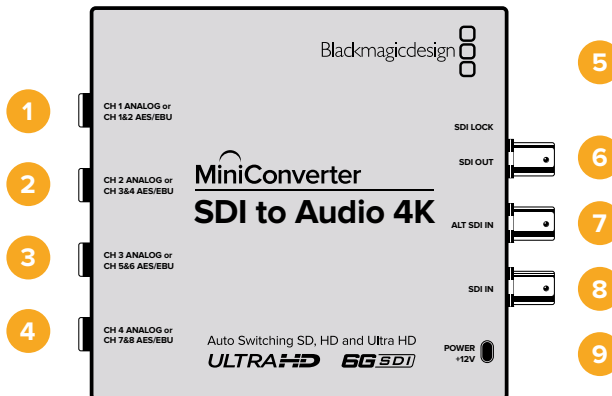 Blackmagicdesign
5
1
CH 1 ANALOG or
CH 1&2 AES/EBU
SDI LOCK
6
SDI OUT
2
CH 2 ANALOG or
CH 3&4 AES/EBU
MiniConverter
SDI to Audio 4K
ALT SDI IN
7
3
CH 3 ANALOG or
CH 5&6 AES/EBU
SDI IN
8
4
CH 4 ANALOG or
CH 7&8 AES/EBU
Auto Switching SD, HD and Ultra HD
ULTRAHD 6G SDI
POWER
+12V
9